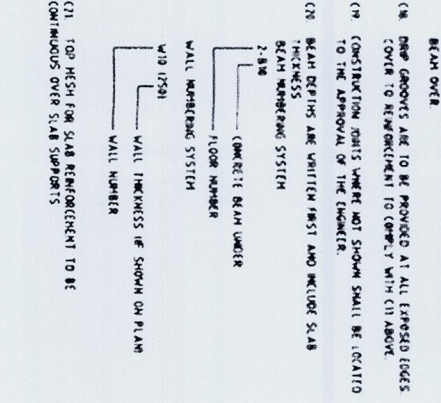 BEAM OVER.
C18. DRIP GROOVES ARE TO BE PROVIDED AT ALL EXPOSED EDGES.
COVER TO REINFORCEMENT TO COMPLY WITH C11 ABOVE.
C19. CONSTRUCTION JOINTS WHERE NOT SHOWN SHALL BE LOCATED
TO THE APPROVAL OF THE ENGINEER.
C20 BEAM DEPTHS ARE WRITTEN FIRST AND INCLUDE SLAB
THICKNESS
BEAM NUMBERING SYSTEM
2-B10
CONCRETE BEAM UNDER
FLOOR NUMBER
WALL NUMBERING SYSTEM
W10 (250)
WALL THICKNESS (IF SHOWN ON PLAN)
WALL NUMBER
C21. TOP MESH FOR SLAB REINFORCEMENT TO BE
CONTINUOUS OVER SLAB SUPPORTS